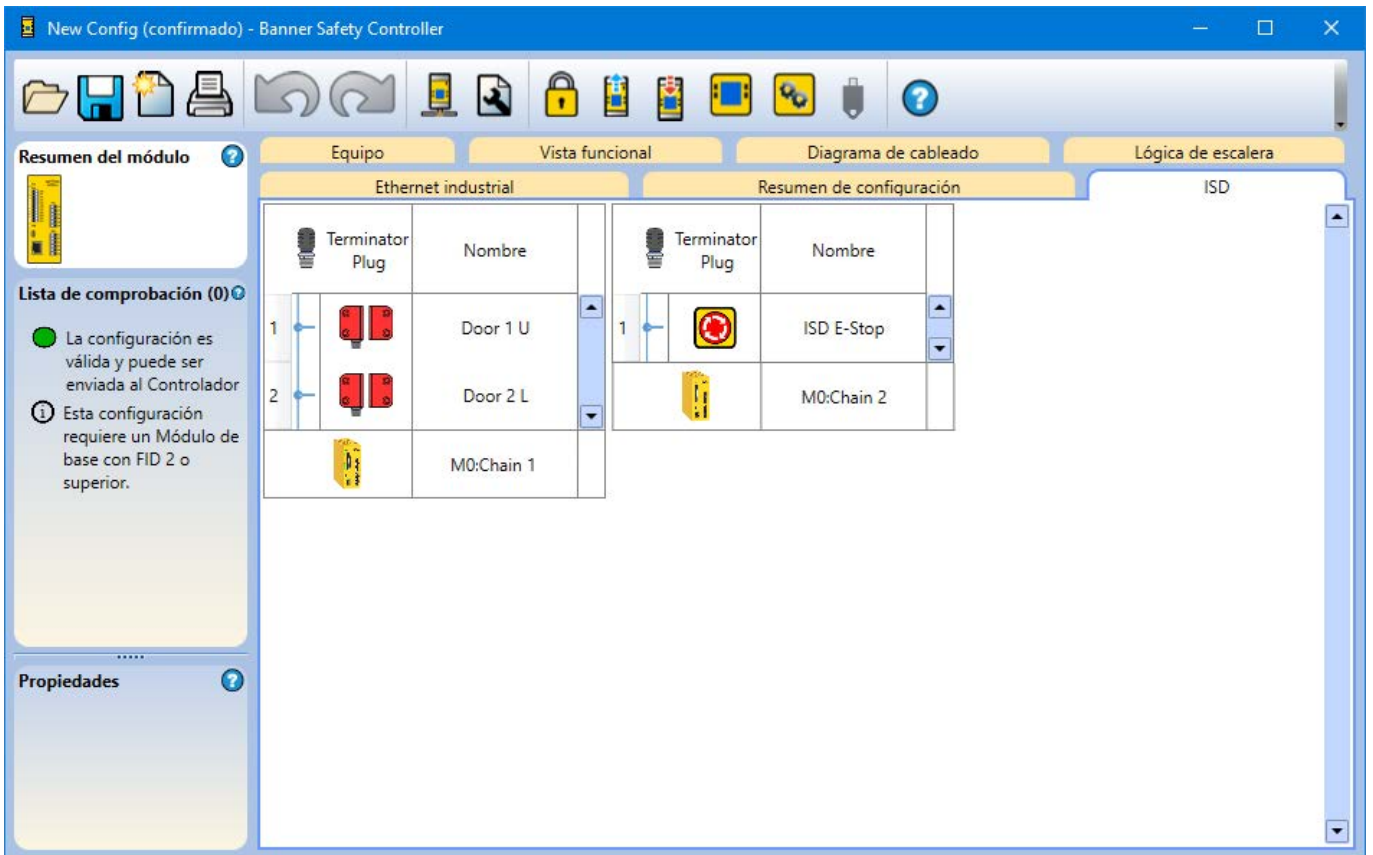 New Config (confirmado) - Banner Safety Controller
Resumen del módulo
Equipo
Vista funcional
Diagrama de cableado
Lógica de escalera
Ethernet industrial
Resumen de configuración
ISD
Lista de comprobación (0)
La configuración es
válida y puede ser
enviada al Controlador
Esta configuración
requiere un Módulo de
base con FID 2 o
superior.
Propiedades
Terminator
Plug
Nombre
1
Door 1 U
2
Door 2 L
M0:Chain 1
Terminator
Plug
Nombre
1
ISD E-Stop
M0:Chain 2